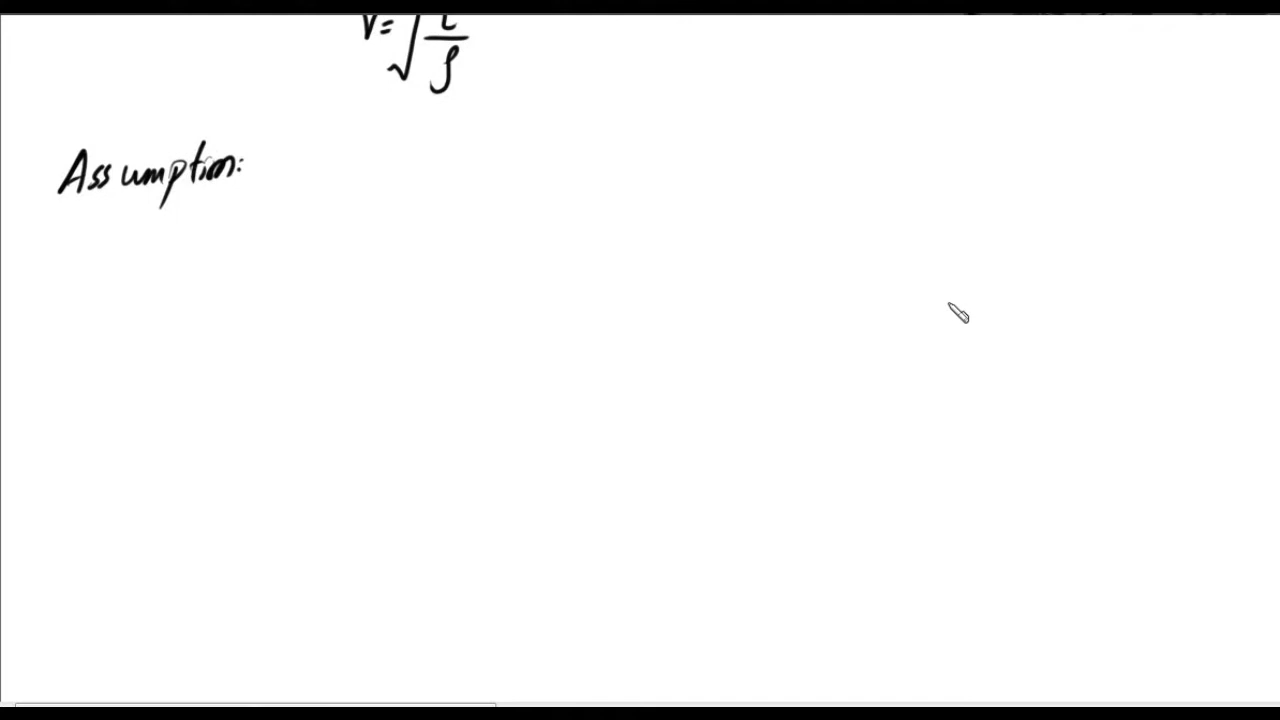 V = √ / ρ
Assumption: